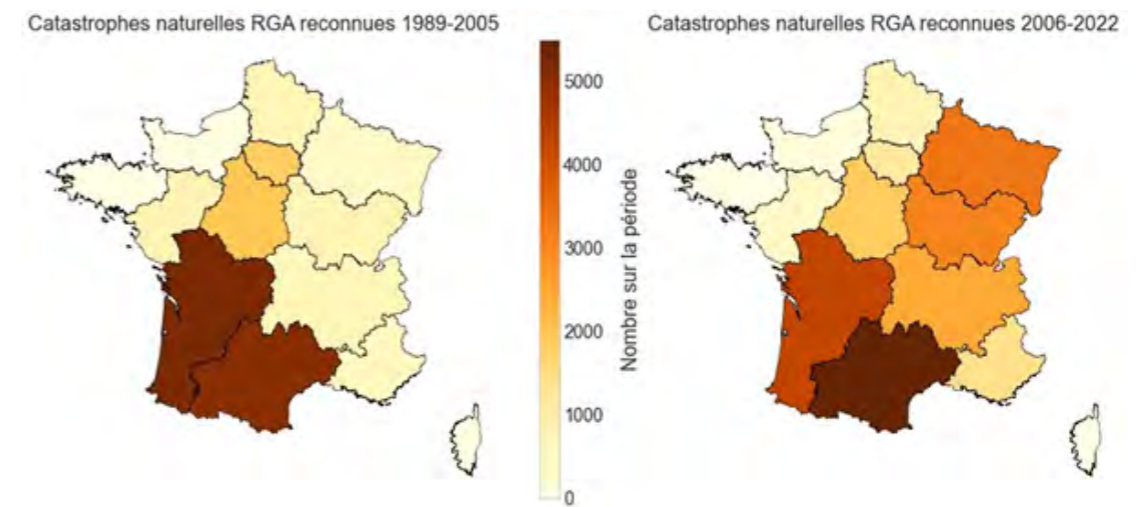 Catastrophes naturelles RGA reconnues 1989-2005
Catastrophes naturelles RGA reconnues 2006-2022
5000
4000
3000
2000
1000
0
Nombre sur la période